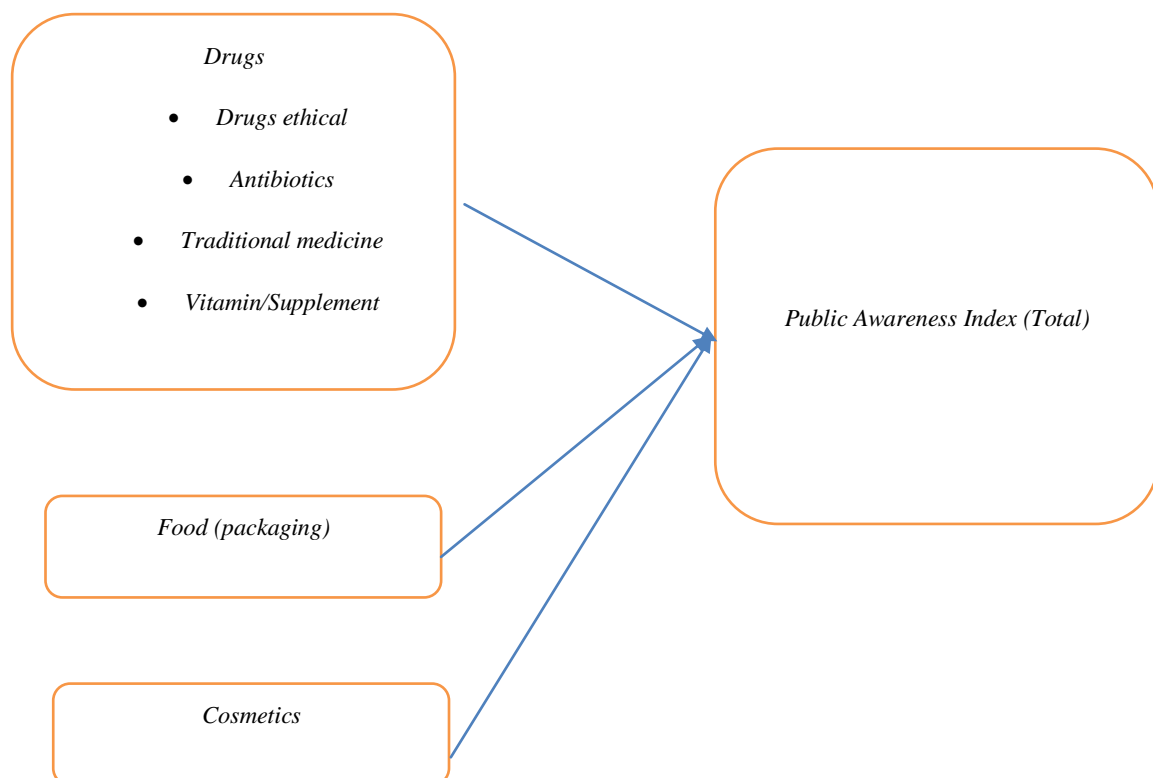 Drugs
• Drugs ethical
• Antibiotics
• Traditional medicine
• Vitamin/Supplement
Public Awareness Index (Total)
Food (packaging)
Cosmetics